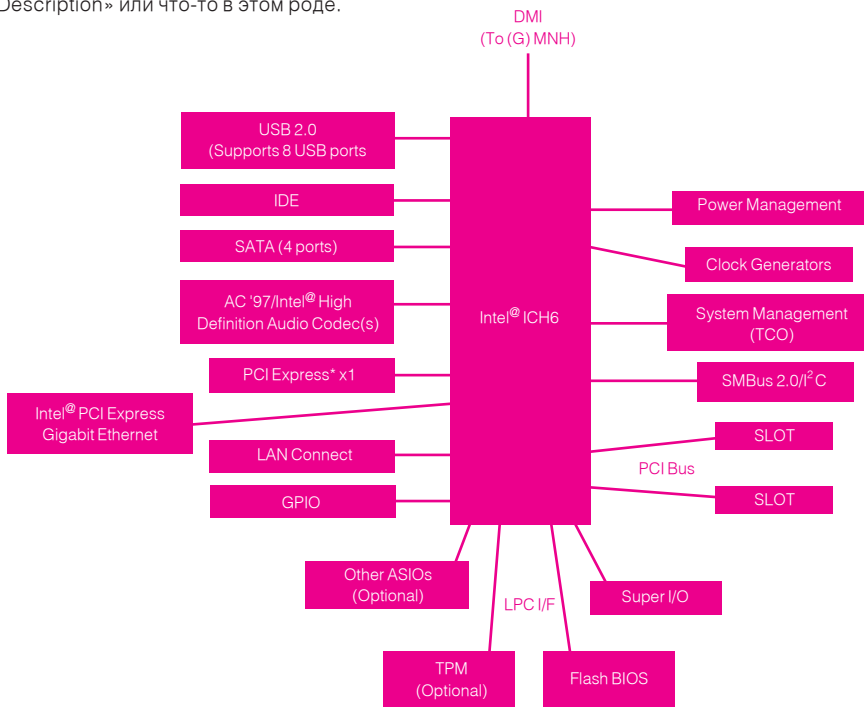 Description» или что-то в этом роде.
DMI
(To (G) MNH)
USB 2.0
(Supports 8 USB ports
IDE
SATA (4 ports)
AC '97/Intel@ High
Definition Audio Codec(s)
PCI Express* x1
Intel@ PCI Express
Gigabit Ethernet
LAN Connect
GPIO
Intel@ ICH6
Power Management
Clock Generators
System Management
(TCO)
SMBus 2.0/I²C
SLOT
PCI Bus
SLOT
Other ASIOs
(Optional)
LPC I/F
Super I/O
TPM
(Optional)
Flash BIOS